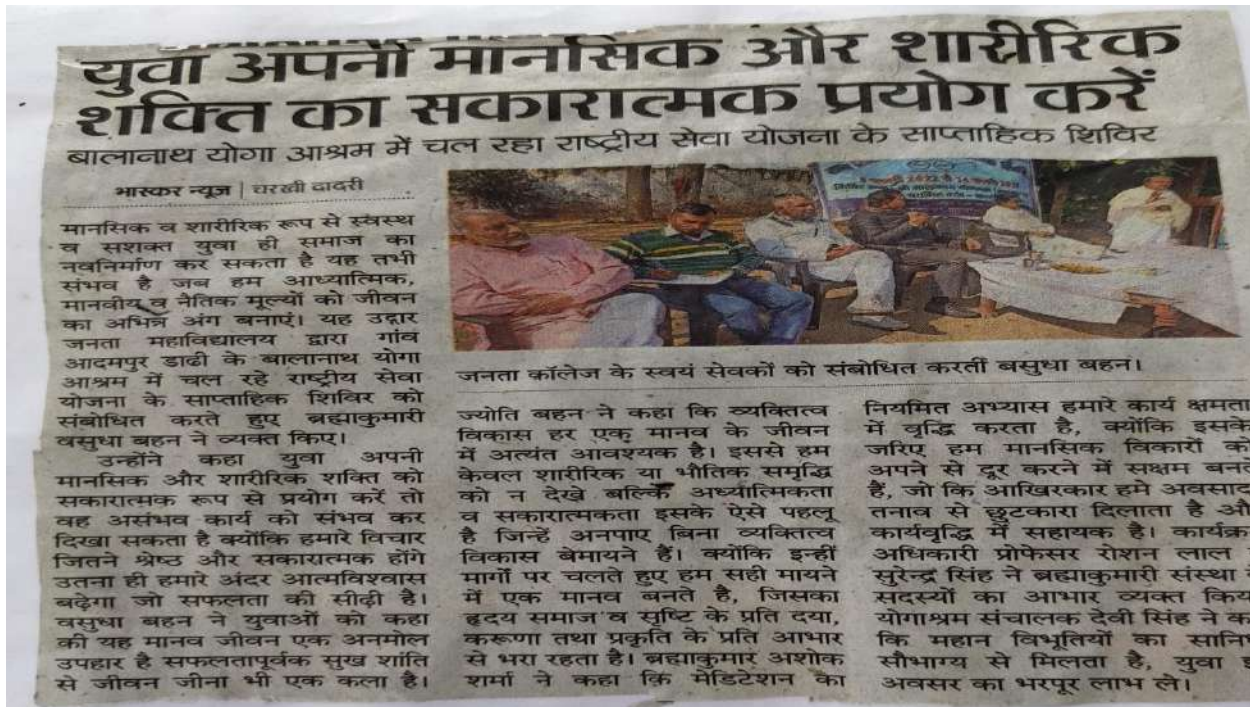 युवा अपनी मानसिक और शारीरिक
शक्ति का सकारात्मक प्रयोग करें
बालानाथ योगा आश्रम में चल रहा राष्ट्रीय सेवा योजना के साप्ताहिक शिविर
भास्कर न्यूज | चरखी दादरी
मानसिक व शारीरिक रूप से स्वस्थ
व सशक्त युवा ही समाज का
नवनिर्माण कर सकता है यह तभी
संभव है जब हम आध्यात्मिक,
मानवीय व नैतिक मूल्यों को जीवन
का अभिन्न अंग बनाएं। यह उद्गार
जनता महाविद्यालय द्वारा गांव
आदमपुर डाढी के बालानाथ योगा
आश्रम में चल रहे राष्ट्रीय सेवा
योजना के साप्ताहिक शिविर को
संबोधित करते हुए ब्रह्माकुमारी
वसुधा बहन ने व्यक्त किए।
उन्होंने कहा युवा अपनी
मानसिक और शारीरिक शक्ति को
सकारात्मक रूप से प्रयोग करें तो
वह असंभव कार्य को संभव कर
दिखा सकता है क्योंकि हमारे विचार
जितने श्रेष्ठ और सकारात्मक होंगे
उतना ही हमारे अंदर आत्मविश्वास
बढ़ेगा जो सफलता की सीढ़ी है।
वसुधा बहन ने युवाओं को कहा
की यह मानव जीवन एक अनमोल
उपहार है सफलतापूर्वक सुख शांति
से जीवन जीना भी एक कला है।
जनता कॉलेज के स्वयं सेवकों को संबोधित करतीं बसुधा बहन।
ज्योति बहन ने कहा कि व्यक्तित्व
विकास हर एक मानव के जीवन
में अत्यंत आवश्यक है। इससे हम
केवल शारीरिक या भौतिक समृद्धि
को न देखे बल्कि अध्यात्मिकता
व सकारात्मकता इसके ऐसे पहलू
है जिन्हें अनपाए बिना व्यक्तित्व
विकास बेमायने हैं। क्योंकि इन्हीं
मार्गों पर चलते हुए हम सही मायने
में एक मानव बनते है, जिसका
हृदय समाज व सृष्टि के प्रति दया,
करूणा तथा प्रकृति के प्रति आभार
से भरा रहता है। ब्रह्माकुमार अशोक
शर्मा ने कहा कि मेडिटेशन का
नियमित अभ्यास हमारे कार्य क्षमता
में वृद्धि करता है, क्योंकि इसके
जरिए हम मानसिक विकारों को
अपने से दूर करने में सक्षम बनते
हैं, जो कि आखिरकार हमे अवसाद
तनाव से छुटकारा दिलाता है
कार्यवृद्धि में सहायक है।
अधिकारी प्रोफेसर रोशन लाल
सुरेन्द्र सिंह ने ब्रह्माकुमारी संस्था
सदस्यों का आभार व्यक्त
योगाश्रम संचालक देवी सिंह ने
कि महान विभूतियों का
सौभाग्य से मिलता है, युवा
अवसर का भरपूर लाभ ले।